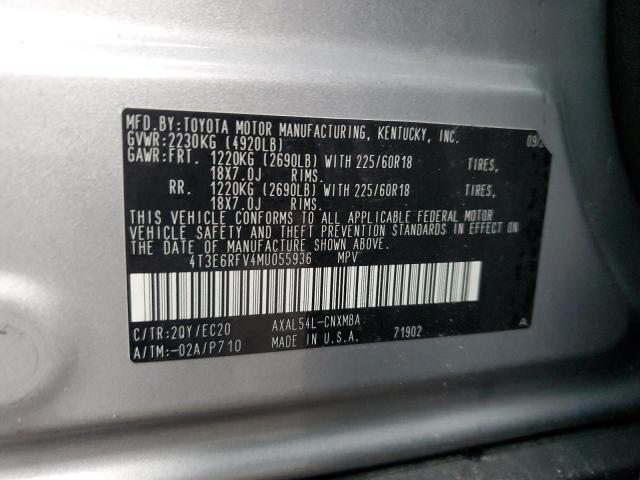 MFD.BY:TOYOTA MOTOR MANUFACTURING, KENTUCKY, INC.
GVWR:2230KG (4920LB) 09/
GAWR:FRT. 1220KG (2690LB) WITH 225/60R18 TIRES,
18X7.0J RIMS.
RR. 1220KG (2690LB) WITH 225/60R18 TIRES,
18X7.0J RIMS.
THIS VEHICLE CONFORMS TO ALL APPLICABLE FEDERAL MOTOR
VEHICLE SAFETY AND THEFT PREVENTION STANDARDS IN EFFECT ON
THE DATE OF MANUFACTURE SHOWN ABOVE.
4T3E6RFV4MU055936 MPV
C/TR:2QY/EC20 AXAL54L-CNXMBA A
A/TM:-02A/P710 MADE IN U.S.A. 71902